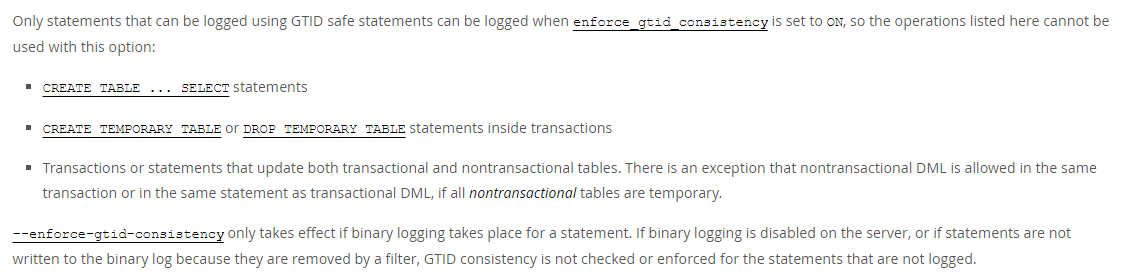 Only statements that can be logged using GTID safe statements can be logged when enforce_gtid_consistency is set to ON, so the operations listed here cannot be
used with this option:
▪ CREATE TABLE ... SELECT statements
▪ CREATE TEMPORARY TABLE or DROP TEMPORARY TABLE statements inside transactions
▪ Transactions or statements that update both transactional and nontransactional tables. There is an exception that nontransactional DML is allowed in the same
transaction or in the same statement as transactional DML, if all nontransactional tables are temporary.
--enforce-gtid-consistency only takes effect if binary logging takes place for a statement. If binary logging is disabled on the server, or if statements are not
written to the binary log because they are removed by a filter, GTID consistency is not checked or enforced for the statements that are not logged.